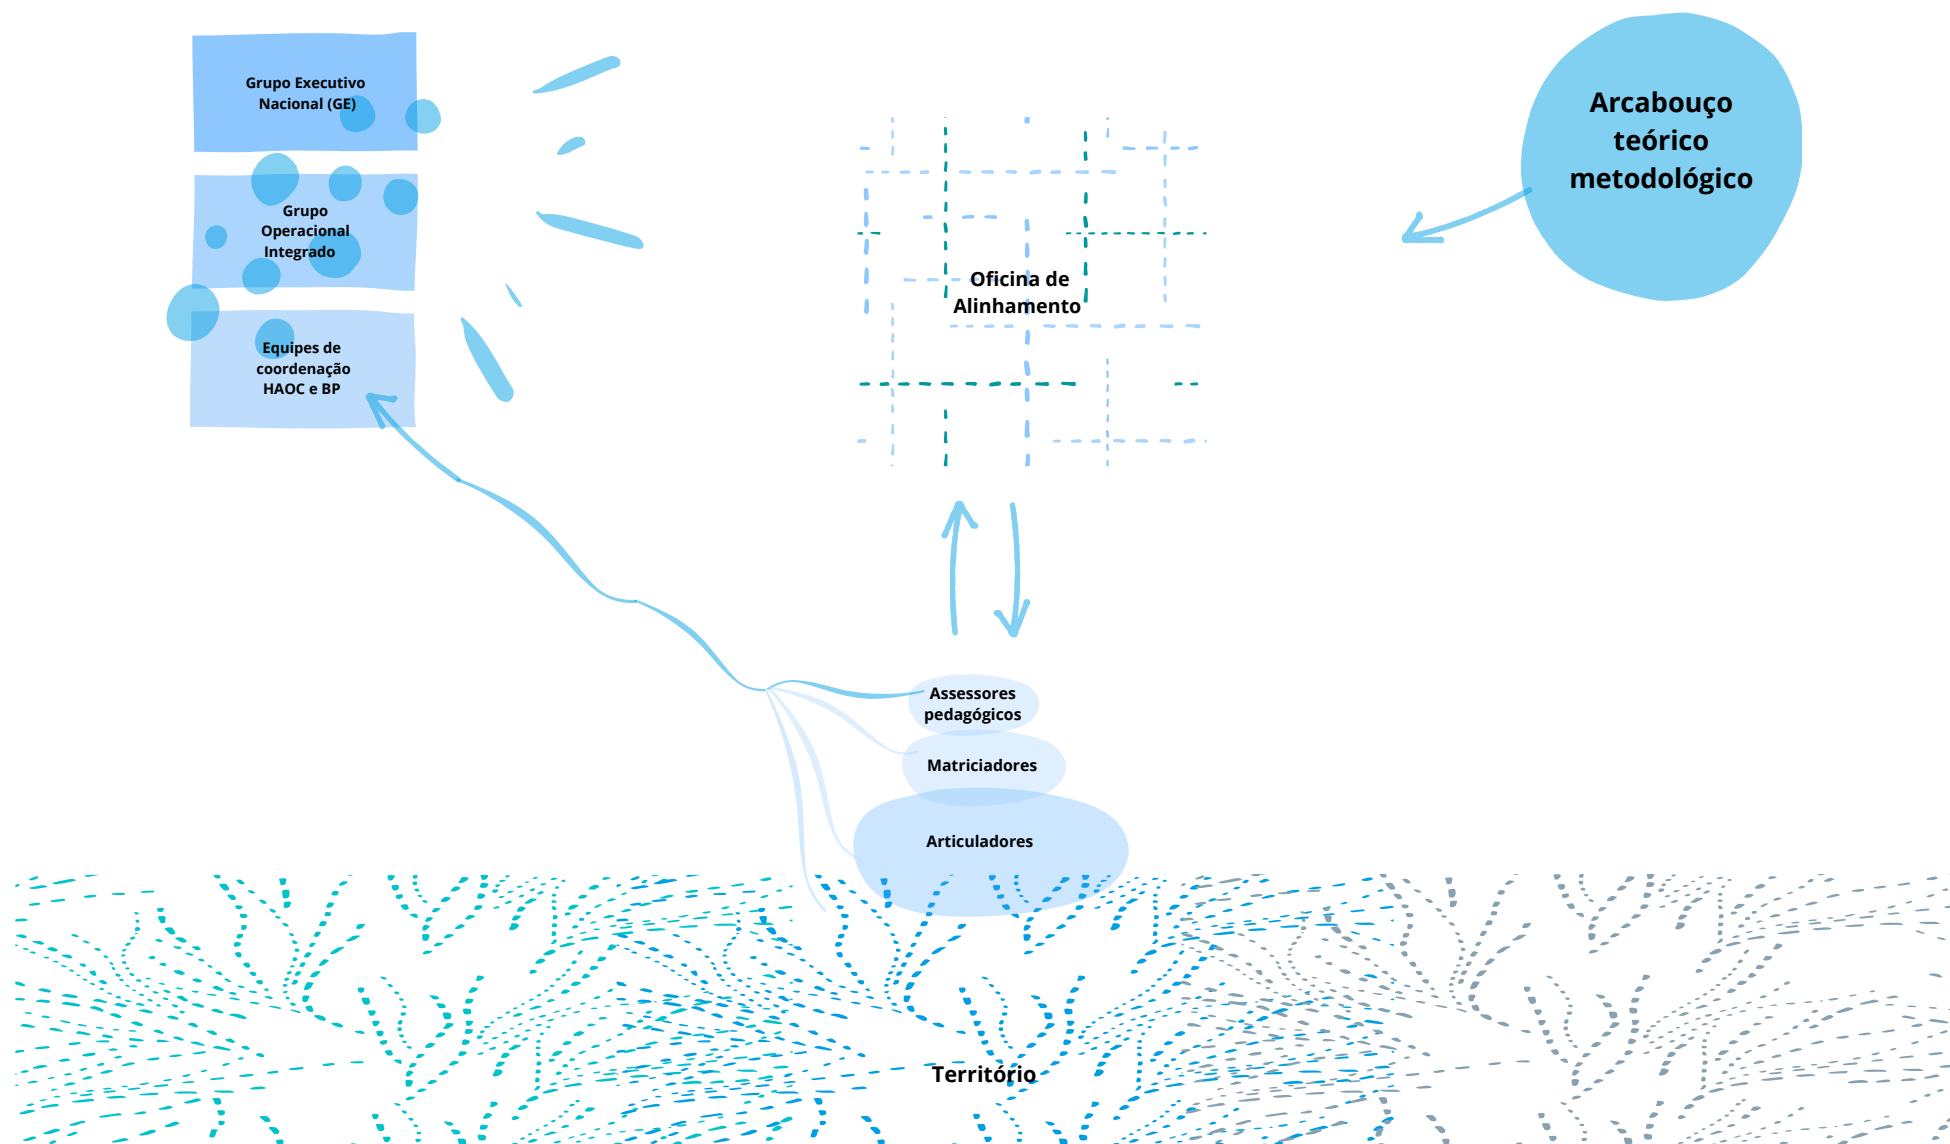 Grupo Executivo
Nacional (GE)
Grupo
Operacional
Integrado
Equipes de
coordenação
HAOC e BP
Oficina de
Alinhamento
Arcabouço
teórico
metodológico
Assessores
pedagógicos
Matriciadores
Articuladores
Território